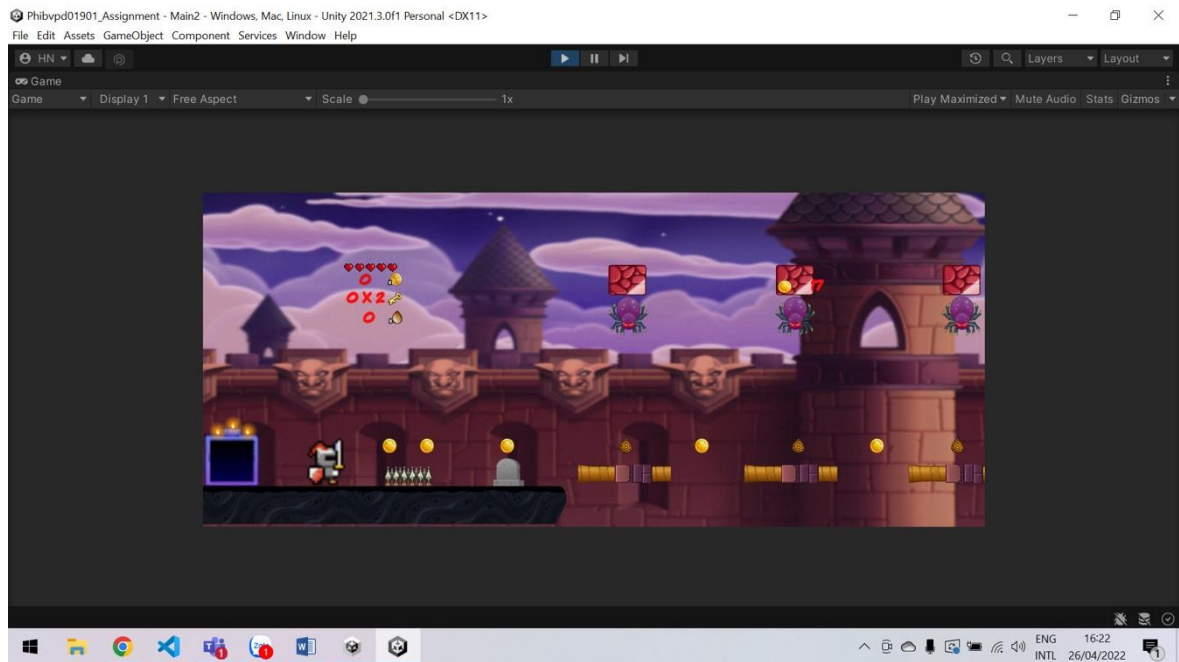 Phibvpd01901_Assignment - Main2 - Windows, Mac, Linux - Unity 2021.3.0f1 Personal <DX11>
File Edit Assets GameObject Component Services Window Help
HN Layers Layout
Game
Game Display 1 Free Aspect Scale 1x Play Maximized Mute Audio Stats Gizmos
0
0 X 2
0
ENG 16:22
INTL 26/04/2022